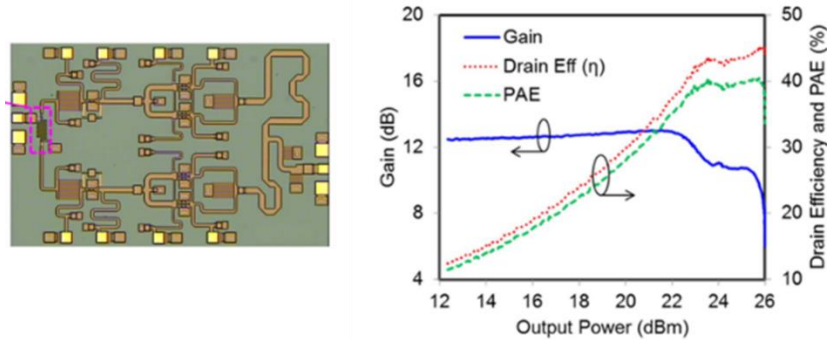 20
16
12
8
4
Gain (dB)
Gain
Drain Eff (η)
PAE
50
40
30
20
10
Drain Efficiency and PAE (%)
12 14 16 18 20 22 24 26
Output Power (dBm)